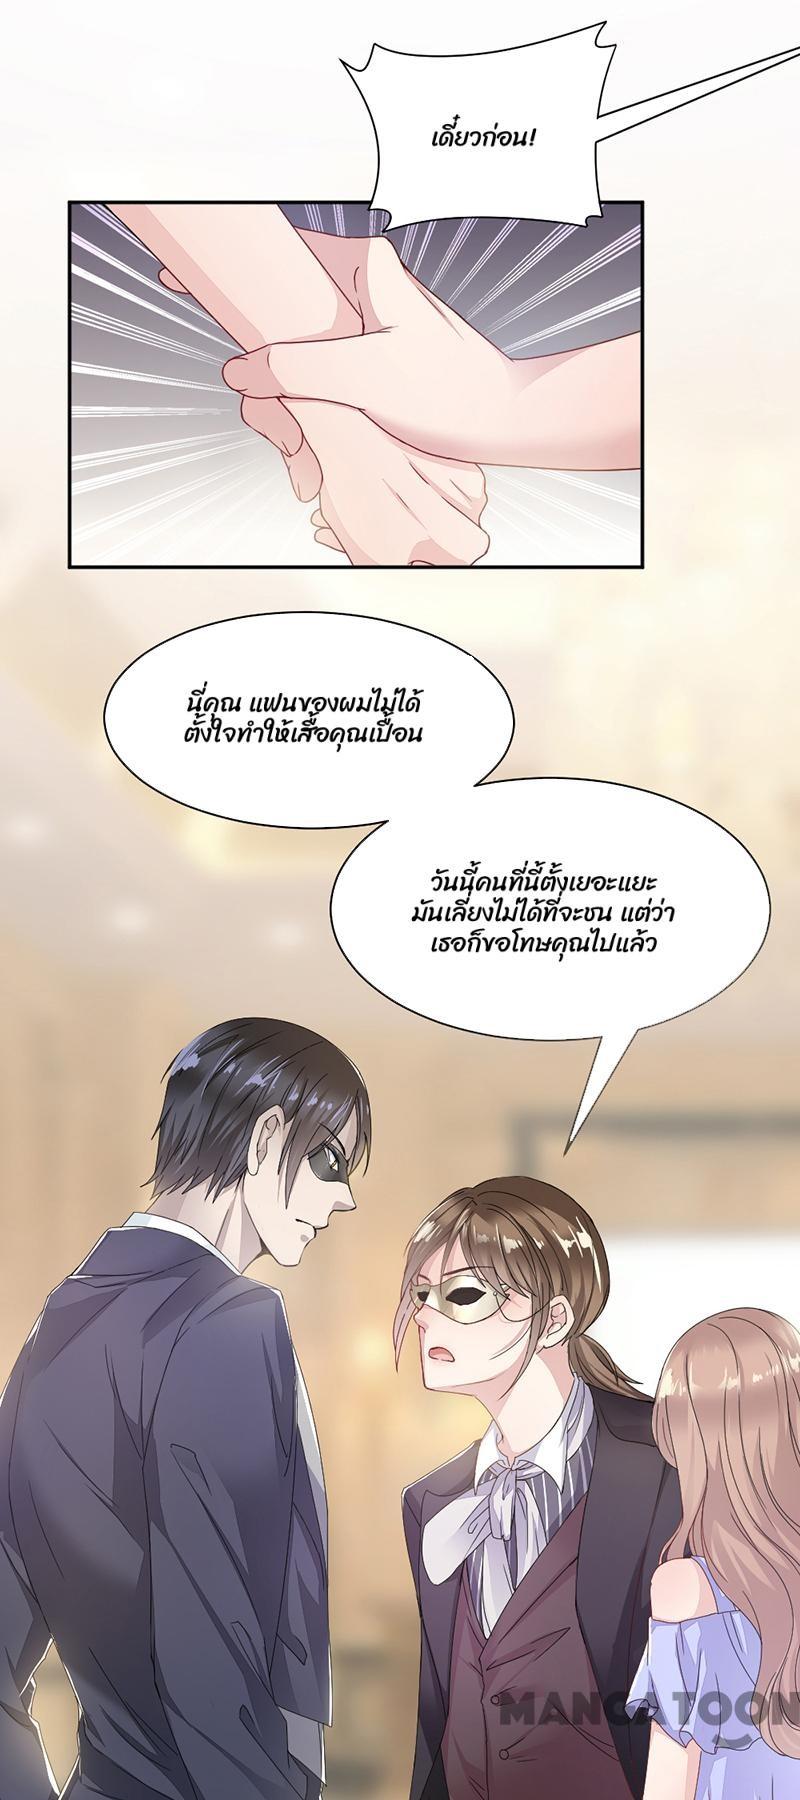 เดี๋ยวก่อน!
นี่คุณ แฟนของผมไม่ได้
ตั้งใจทำให้เสื้อคุณเปื้อน
วันนี้คนที่นี้ตั้งเยอะแยะ
มันเลี่ยงไม่ได้ที่จะชน แต่ว่า
เธอก็ขอโทษคุณไปแล้ว
MANGATOON